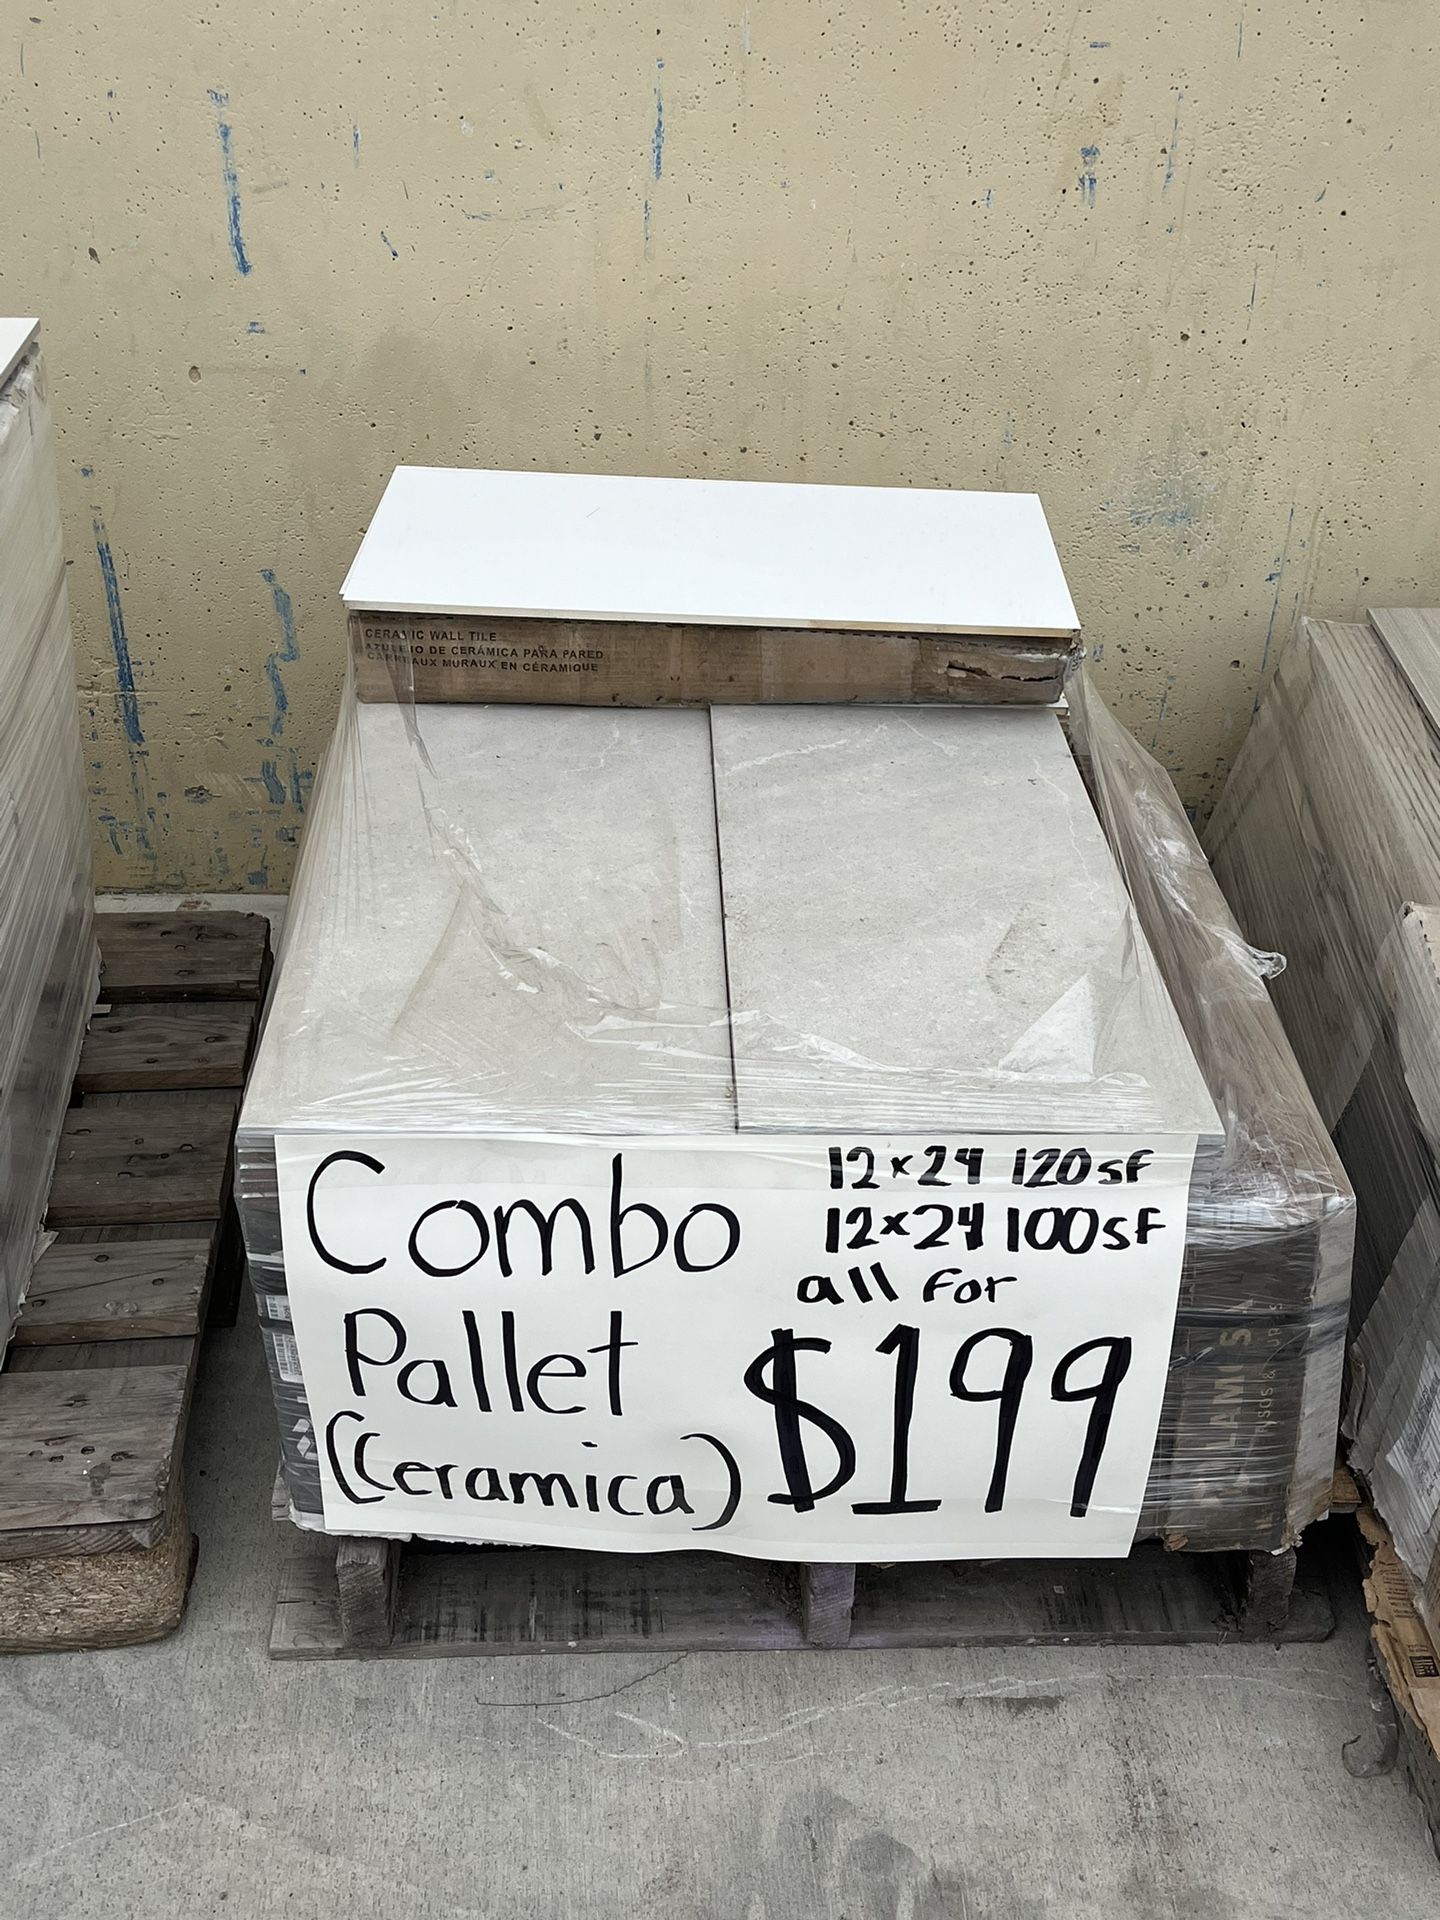 CERAMIC WALL TILE
AZULEJO DE CERÁMICA PARA PARED
CARREAUX MURAUX EN CÉRAMIQUE
Combo
Pallet
(Ceramica)
12x24 120sf
12x24 100sf
all for
$199